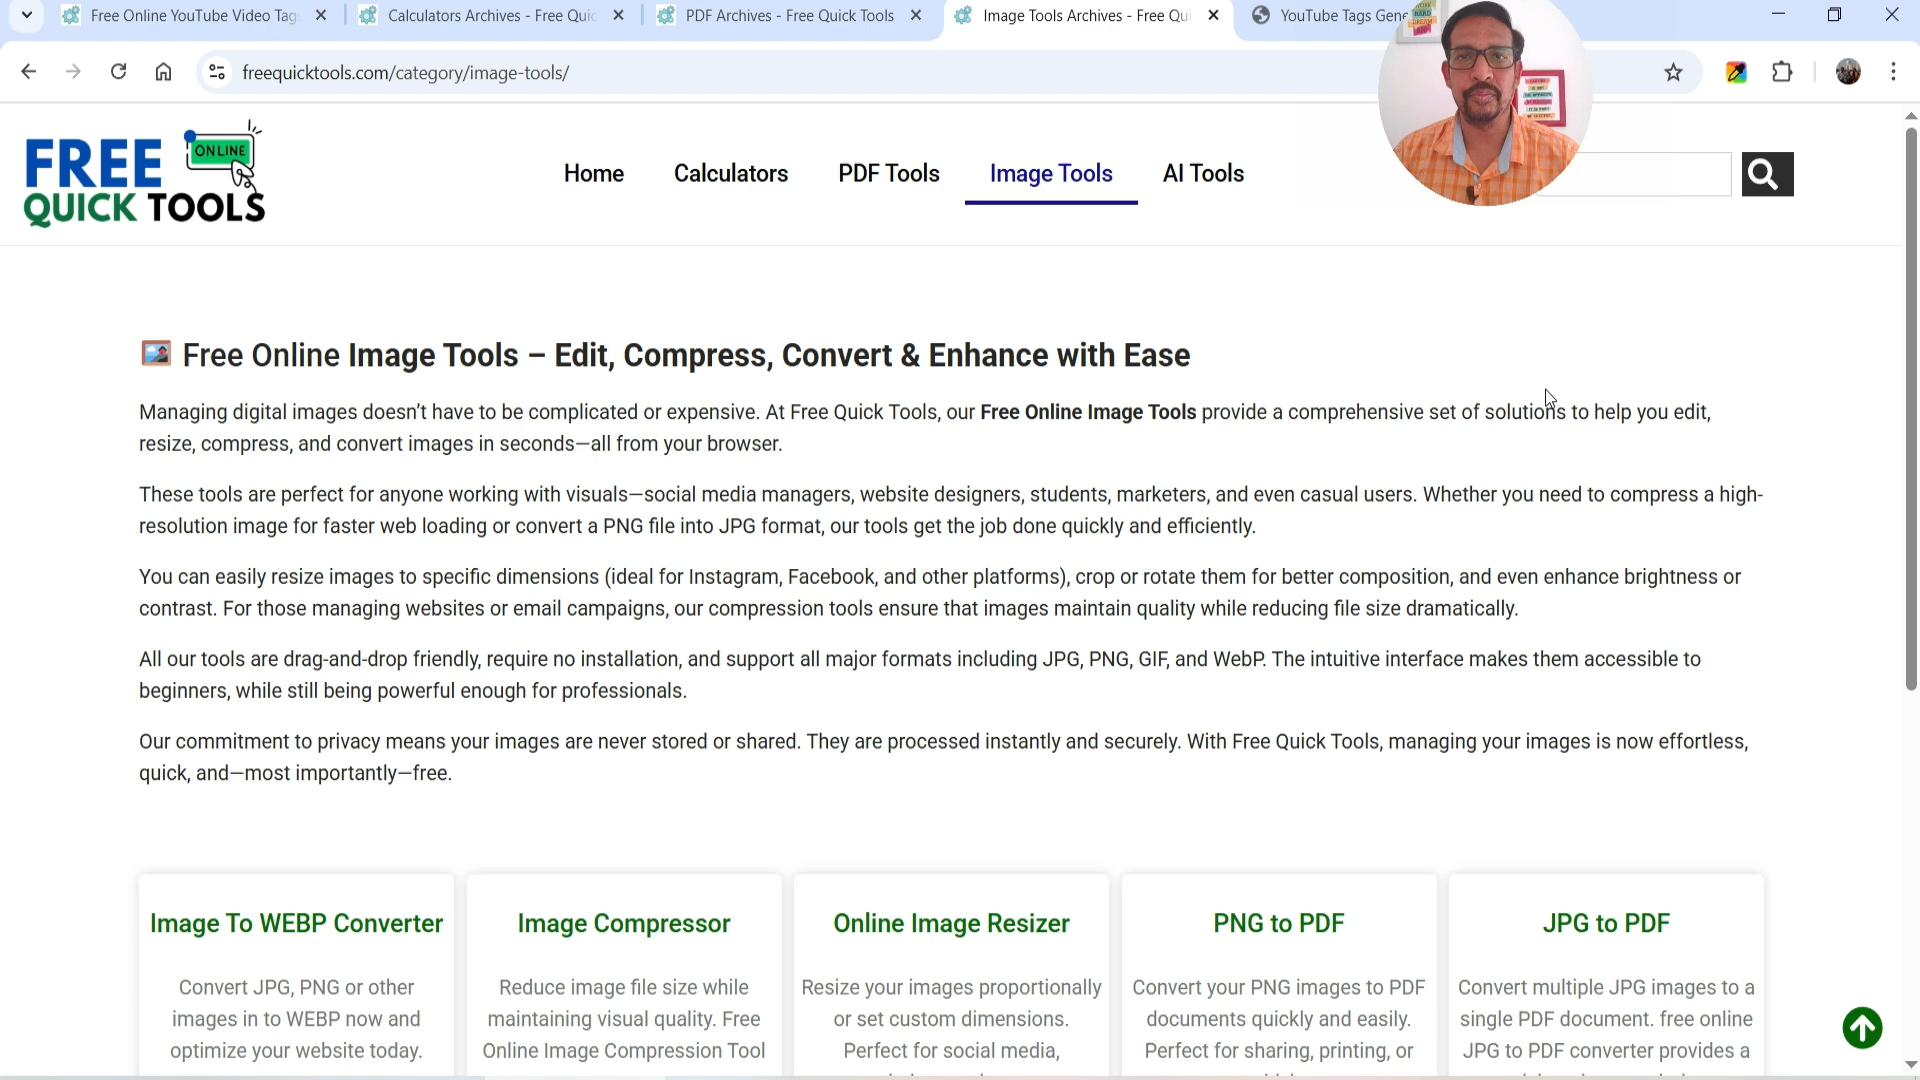 Free Online YouTube Video Tag
Calculators Archives - Free Quic
PDF Archives - Free Quick Tools
Image Tools Archives - Free Qui
YouTube Tags Gene
freequicktools.com/category/image-tools/
FREE ONLINE
QUICK TOOLS
Home
Calculators
PDF Tools
Image Tools
AI Tools
Free Online Image Tools – Edit, Compress, Convert & Enhance with Ease
Managing digital images doesn’t have to be complicated or expensive. At Free Quick Tools, our Free Online Image Tools provide a comprehensive set of solutions to help you edit,
resize, compress, and convert images in seconds—all from your browser.
These tools are perfect for anyone working with visuals—social media managers, website designers, students, marketers, and even casual users. Whether you need to compress a high-
resolution image for faster web loading or convert a PNG file into JPG format, our tools get the job done quickly and efficiently.
You can easily resize images to specific dimensions (ideal for Instagram, Facebook, and other platforms), crop or rotate them for better composition, and even enhance brightness or
contrast. For those managing websites or email campaigns, our compression tools ensure that images maintain quality while reducing file size dramatically.
All our tools are drag-and-drop friendly, require no installation, and support all major formats including JPG, PNG, GIF, and WebP. The intuitive interface makes them accessible to
beginners, while still being powerful enough for professionals.
Our commitment to privacy means your images are never stored or shared. They are processed instantly and securely. With Free Quick Tools, managing your images is now effortless,
quick, and—most importantly—free.
Image To WEBP Converter
Convert JPG, PNG or other
images in to WEBP now and
optimize your website today.
Image Compressor
Reduce image file size while
maintaining visual quality. Free
Online Image Compression Tool
Online Image Resizer
Resize your images proportionally
or set custom dimensions.
Perfect for social media,
PNG to PDF
Convert your PNG images to PDF
documents quickly and easily.
Perfect for sharing, printing, or
JPG to PDF
Convert multiple JPG images to a
single PDF document. free online
JPG to PDF converter provides a